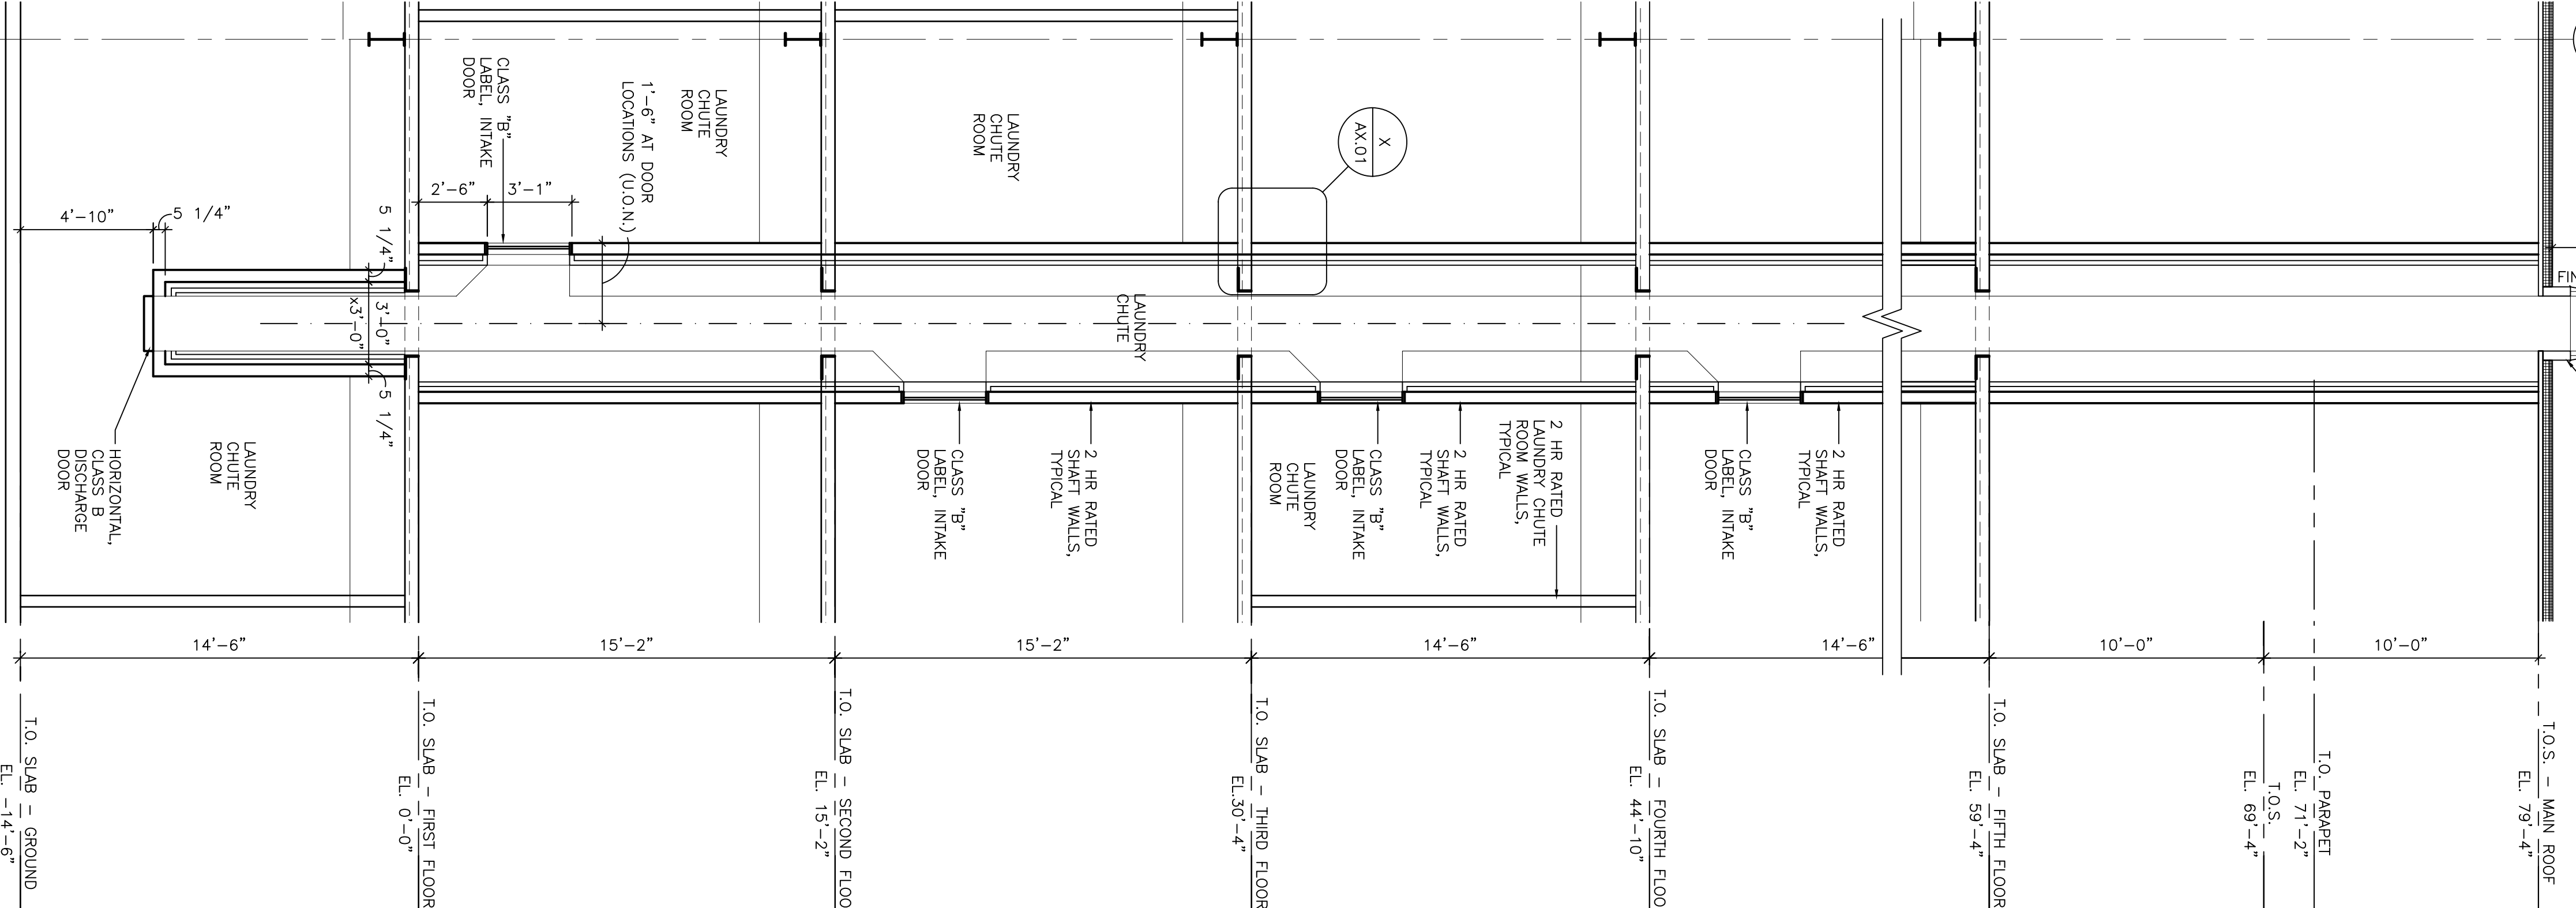 CLASS "B"
LABEL, INTAKE
DOOR
1'-6" AT DOOR
LOCATIONS (U.O.N.)
LAUNDRY
CHUTE
ROOM
LAUNDRY
CHUTE
ROOM
X
AX.01
2'-6"
3'-1"
4'-10"
5 1/4"
5 1/4"
3'-0"
x3'-0"
5 1/4"
LAUNDRY
CHUTE
FIN
HORIZONTAL,
CLASS B
DISCHARGE
DOOR
LAUNDRY
CHUTE
ROOM
CLASS "B"
LABEL, INTAKE
DOOR
2 HR RATED
SHAFT WALLS,
TYPICAL
LAUNDRY
CHUTE
ROOM
CLASS "B"
LABEL, INTAKE
DOOR
2 HR RATED
SHAFT WALLS,
TYPICAL
2 HR RATED
LAUNDRY CHUTE
ROOM WALLS,
TYPICAL
CLASS "B"
LABEL, INTAKE
DOOR
2 HR RATED
SHAFT WALLS,
TYPICAL
14'-6"
15'-2"
15'-2"
14'-6"
14'-6"
10'-0"
10'-0"
T.O. SLAB - GROUND
EL. -14'-6"
T.O. SLAB - FIRST FLOOR
EL. 0'-0"
T.O. SLAB - SECOND FLOO
EL. 15'-2"
T.O. SLAB - THIRD FLOOR
EL.30'-4"
T.O. SLAB - FOURTH FLOO
EL. 44'-10"
T.O. SLAB - FIFTH FLOOR
EL. 59'-4"
T.O.S.
EL. 69'-4"
T.O. PARAPET
EL. 71'-2"
T.O.S. - MAIN ROOF
EL. 79'-4"